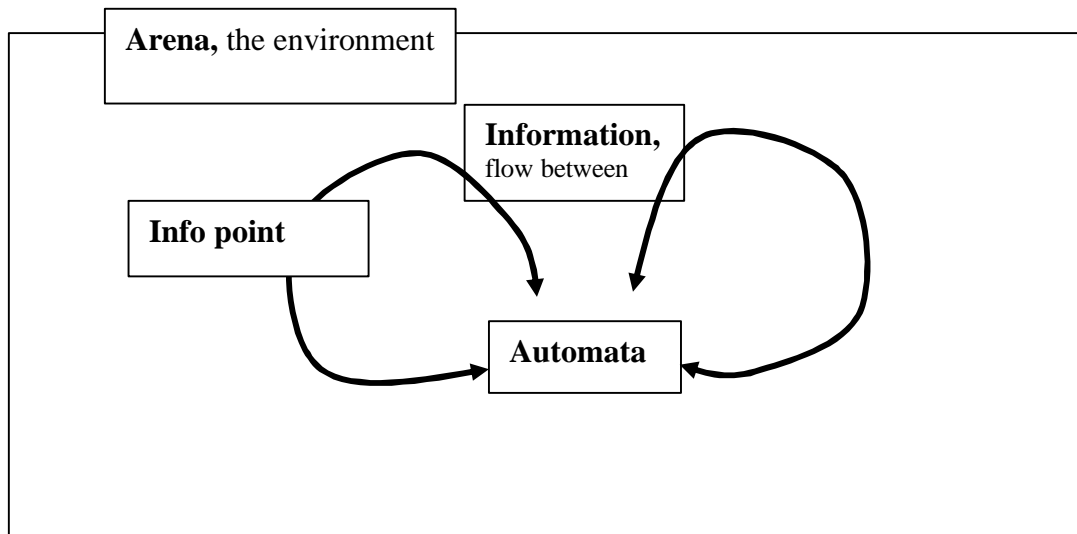 Arena, the environment
Information,
flow between
Info point
Automata